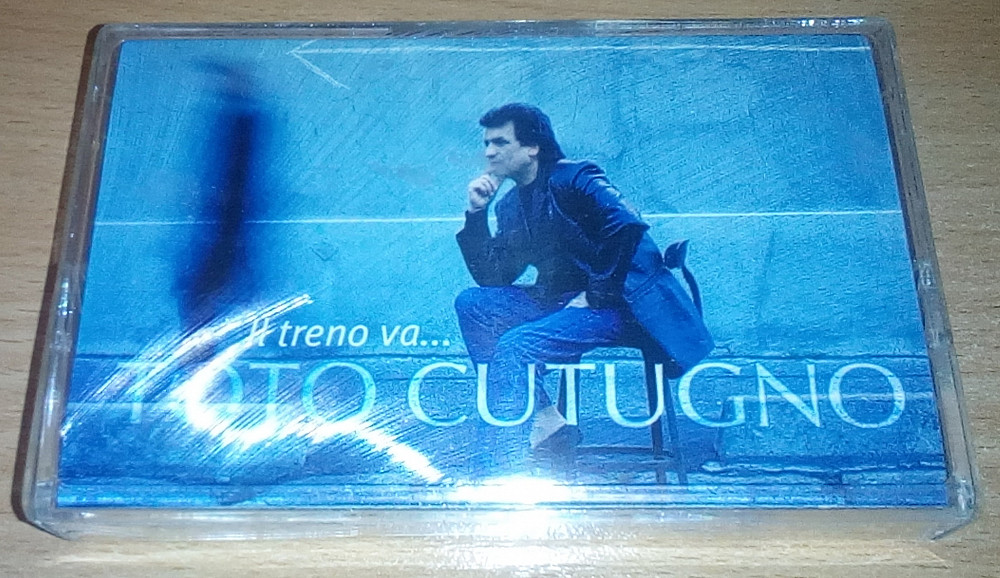 Il treno va...
TOTO CUTUGNO